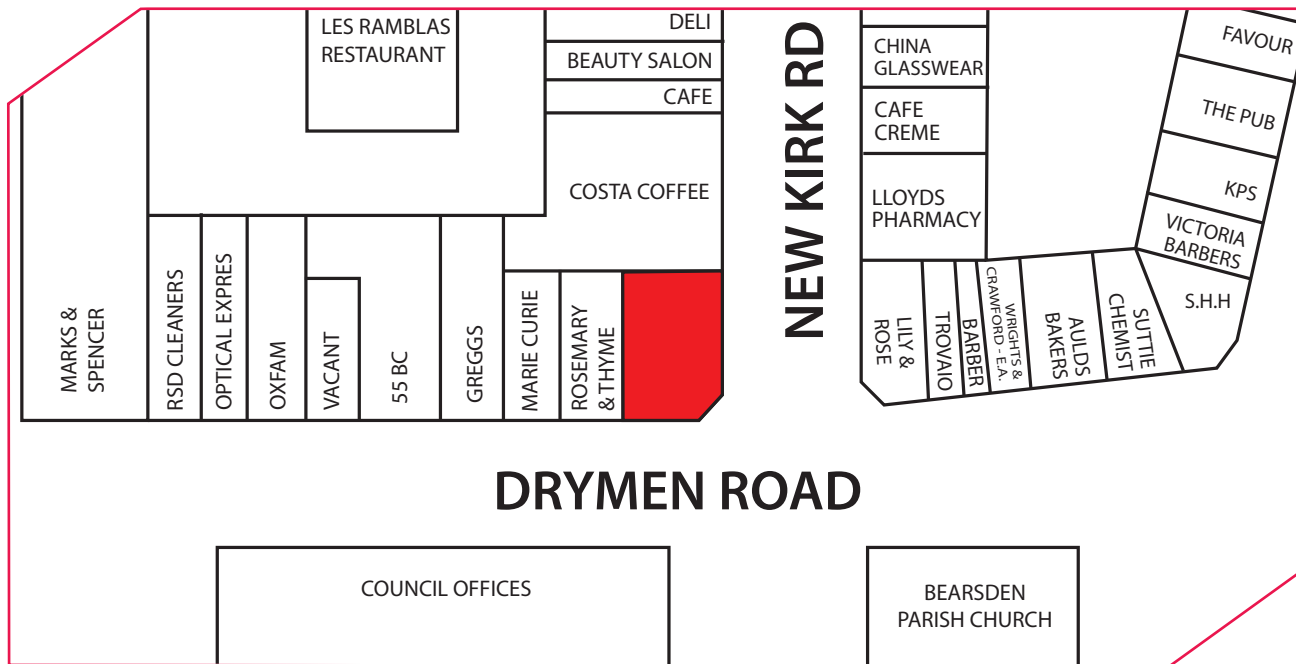 LES RAMBLAS
RESTAURANT
DELI
BEAUTY SALON
CAFE
COSTA COFFEE
NEW KIRK RD
CHINA
GLASSWEAR
CAFE
CREME
LLOYDS
PHARMACY
FAVOUR
THE PUB
KPS
VICTORIA
BARBERS
S.H.H
MARKS &
SPENCER
RSD CLEANERS
OPTICAL EXPRES
OXFAM
VACANT
55 BC
GREGGS
MARIE CURIE
ROSEMARY
& THYME
LILY &
ROSE
TROVAIO
BARBER
WRIGHTS &
CRAWFORD - E.A.
AULDS
BAKERS
SUTTIE
CHEMIST
DRYMEN ROAD
COUNCIL OFFICES
BEARSDEN
PARISH CHURCH